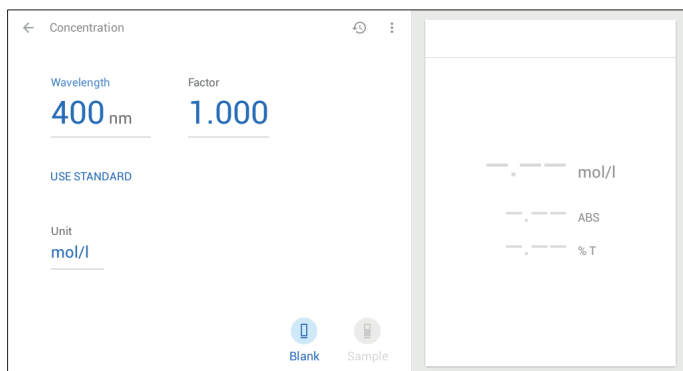 Concentration
Wavelength
Factor
400 nm
1.000
USE STANDARD
Unit
mol/l
Blank
Sample
-.-- mol/l
-.-- ABS
-.-- % T